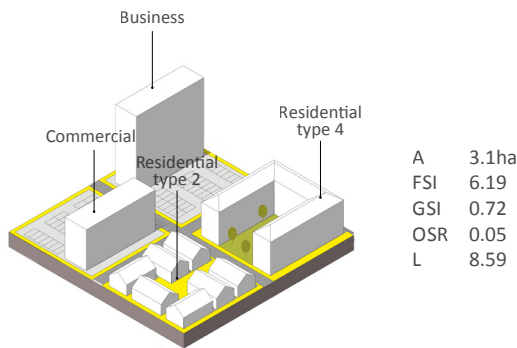 Business
Residential
type 4
Commercial
Residential
type 2
A 3.1ha
FSI 6.19
GSI 0.72
OSR 0.05
L 8.59